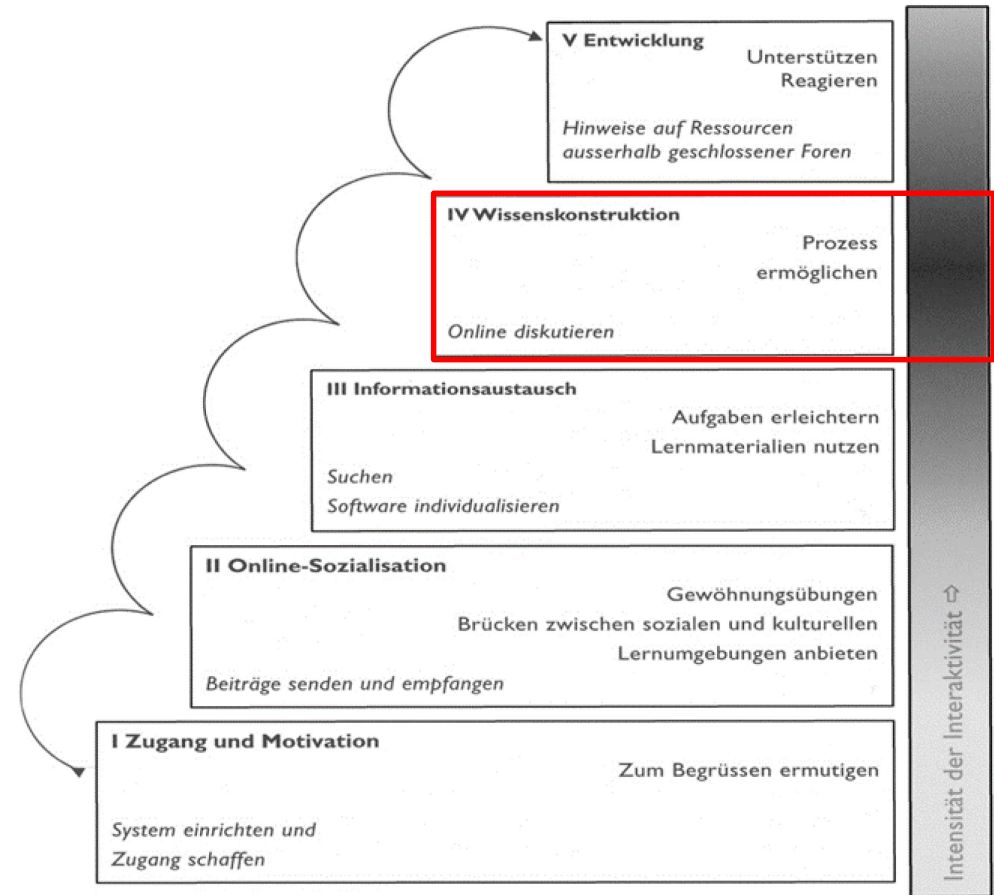 V Entwicklung
Unterstützen
Reagieren
Hinweise auf Ressourcen
ausserhalb geschlossener Foren
IV Wissenskonstruktion
Prozess
ermöglichen
Online diskutieren
III Informationsaustausch
Aufgaben erleichtern
Lernmaterialien nutzen
Suchen
Software individualisieren
II Online-Sozialisation
Gewöhnungsübungen
Brücken zwischen sozialen und kulturellen
Lernumgebungen anbieten
Beiträge senden und empfangen
I Zugang und Motivation
Zum Begrüssen ermutigen
System einrichten und
Zugang schaffen
Intensität der Interaktivität ⇨